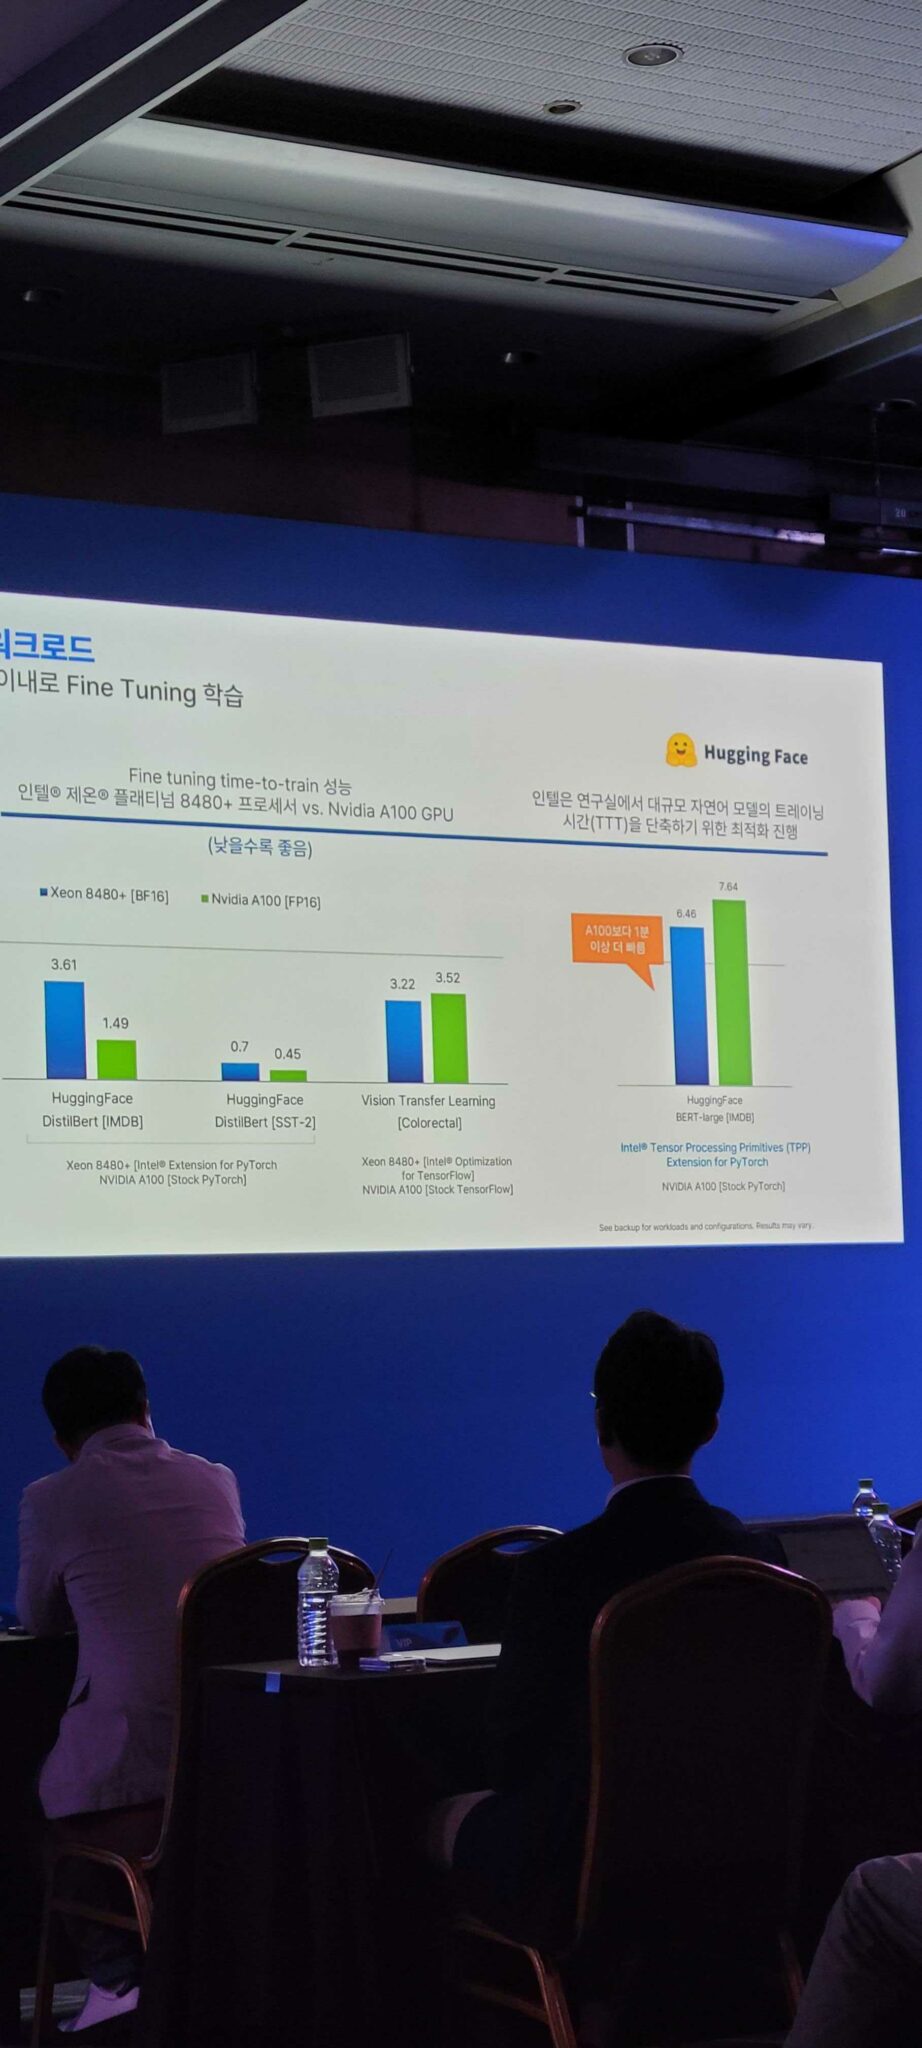 워크로드
이내로 Fine Tuning 학습
Hugging Face
Fine tuning time-to-train 성능
인텔® 제온® 플래티넘 8480+ 프로세서 vs. Nvidia A100 GPU
(낮을수록 좋음)
Xeon 8480+ [BF16]
Nvidia A100 [FP16]
3.61
1.49
0.7
0.45
3.22
3.52
HuggingFace
DistilBert [IMDB]
HuggingFace
DistilBert [SST-2]
Vision Transfer Learning
[Colorectal]
Xeon 8480+ [Intel® Extension for PyTorch
NVIDIA A100 [Stock PyTorch]
Xeon 8480+ [Intel® Optimization
for TensorFlow]
NVIDIA A100 [Stock TensorFlow]
인텔은 연구실에서 대규모 자연어 모델의 트레이닝
시간(TTT)을 단축하기 위한 최적화 진행
A100보다 1분
이상 더 빠름
6.46
7.64
HuggingFace
BERT-large [IMDB]
Intel® Tensor Processing Primitives (TPP)
Extension for PyTorch
NVIDIA A100 [Stock PyTorch]
See backup for workloads and configurations. Results may vary.
VIP